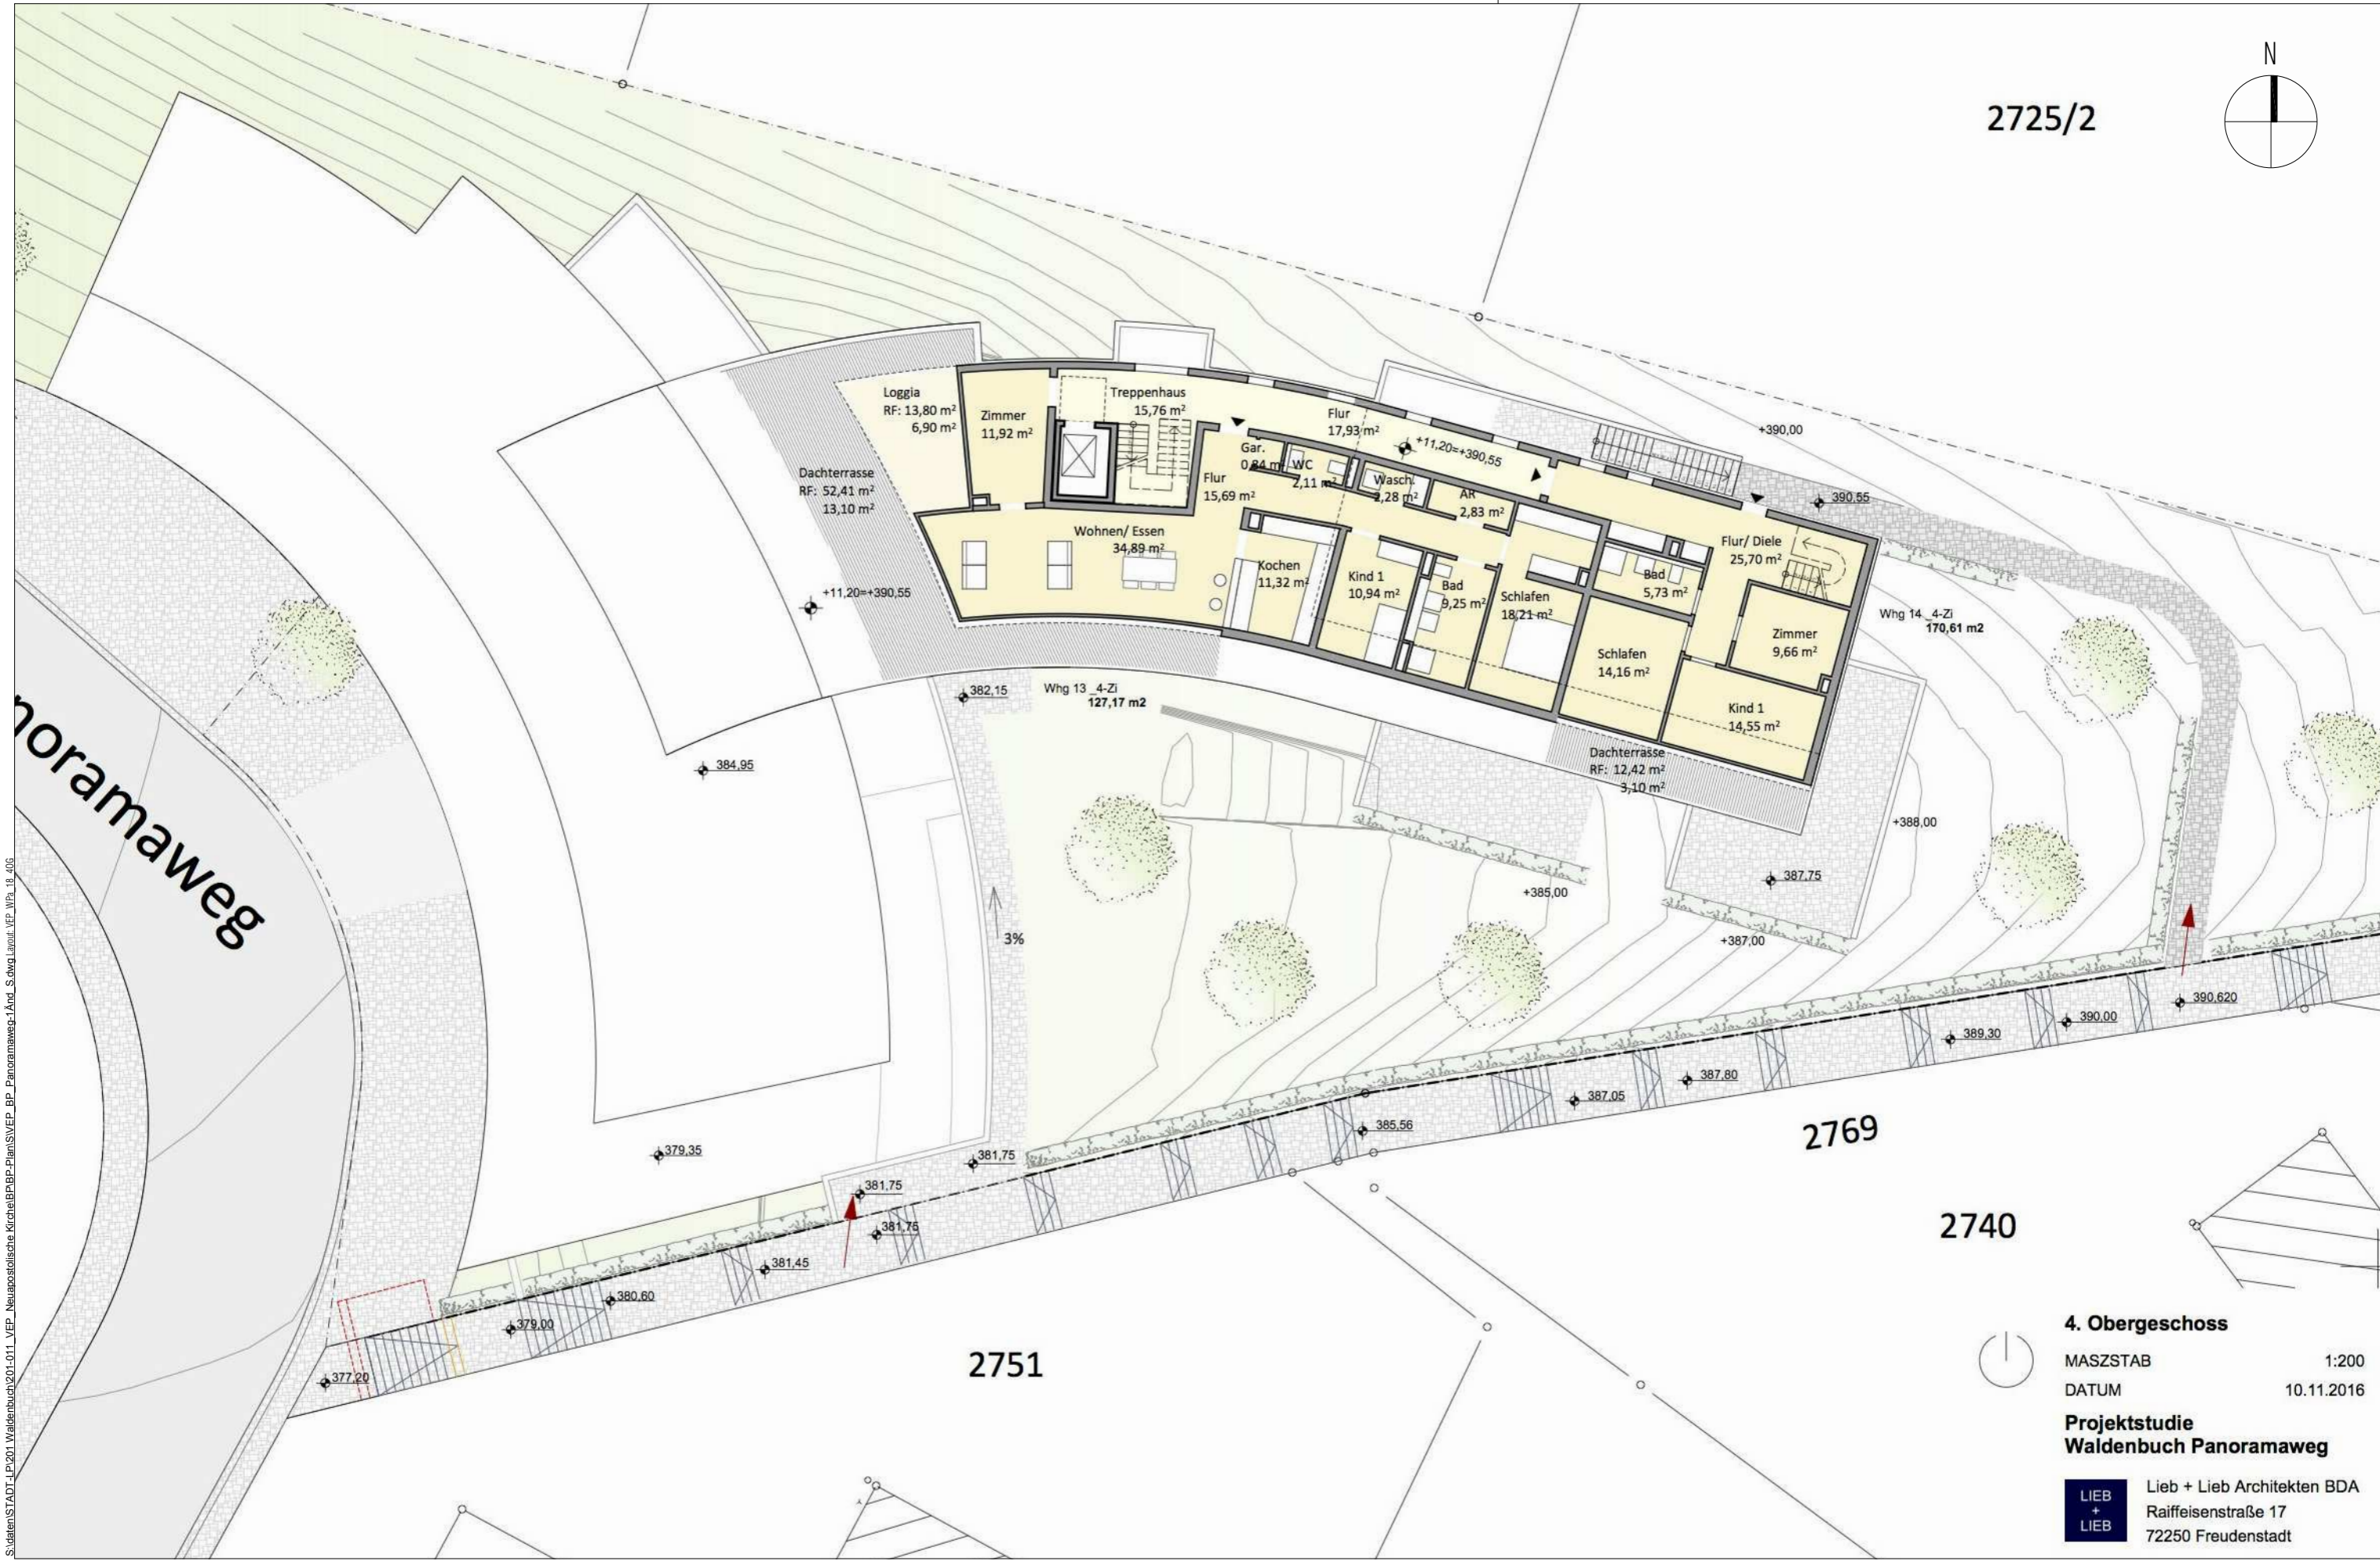 N
2725/2
Loggia
RF: 13,80 m²
6,90 m²
Zimmer
11,92 m²
Treppenhaus
15,76 m²
Flur
17,93 m²
+11,20=+390,55
+390,00
390,55
Gar.
0,84 m²
WC
2,11 m²
Wasch.
2,28 m²
AR
2,83 m²
Flur
15,69 m²
Dachterrasse
RF: 52,41 m²
13,10 m²
Wohnen/ Essen
34,89 m²
Kochen
11,32 m²
Kind 1
10,94 m²
Bad
9,25 m²
Schlafen
18,21 m²
Bad
5,73 m²
Flur/ Diele
25,70 m²
Zimmer
9,66 m²
Schlafen
14,16 m²
Kind 1
14,55 m²
Whg 14_4-Zi
170,61 m2
+11,20=+390,55
382,15
Whg 13_4-Zi
127,17 m2
Dachterrasse
RF: 12,42 m²
3,10 m²
384,95
noramaweg
+388,00
387,75
+385,00
+387,00
3%
390,620
390,00
389,30
387,80
387,05
385,56
379,35
381,75
381,75
381,75
381,45
380,60
379,00
377,20
2769
2740
2751
4. Obergeschoss
MASZSTAB 1:200
DATUM 10.11.2016
Projektstudie
Waldenbuch Panoramaweg
LIEB
+
LIEB
Lieb + Lieb Architekten BDA
Raiffeisenstraße 17
72250 Freudenstadt